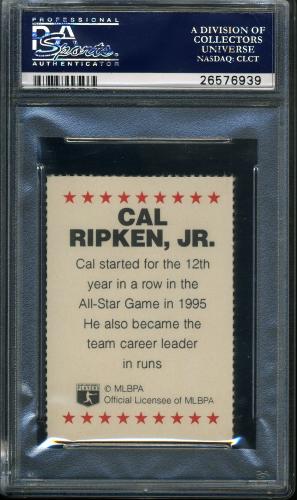 PROFESSIONAL
PSA
Sports
AUTHENTICATOR
A DIVISION OF
COLLECTORS
UNIVERSE
NASDAQ: CLCT
26576939
CAL
RIPKEN, JR.
Cal started for the 12th
year in a row in the
All-Star Game in 1995
He also became the
team career leader
in runs
PLAYERS
© MLBPA
Official Licensee of MLBPA